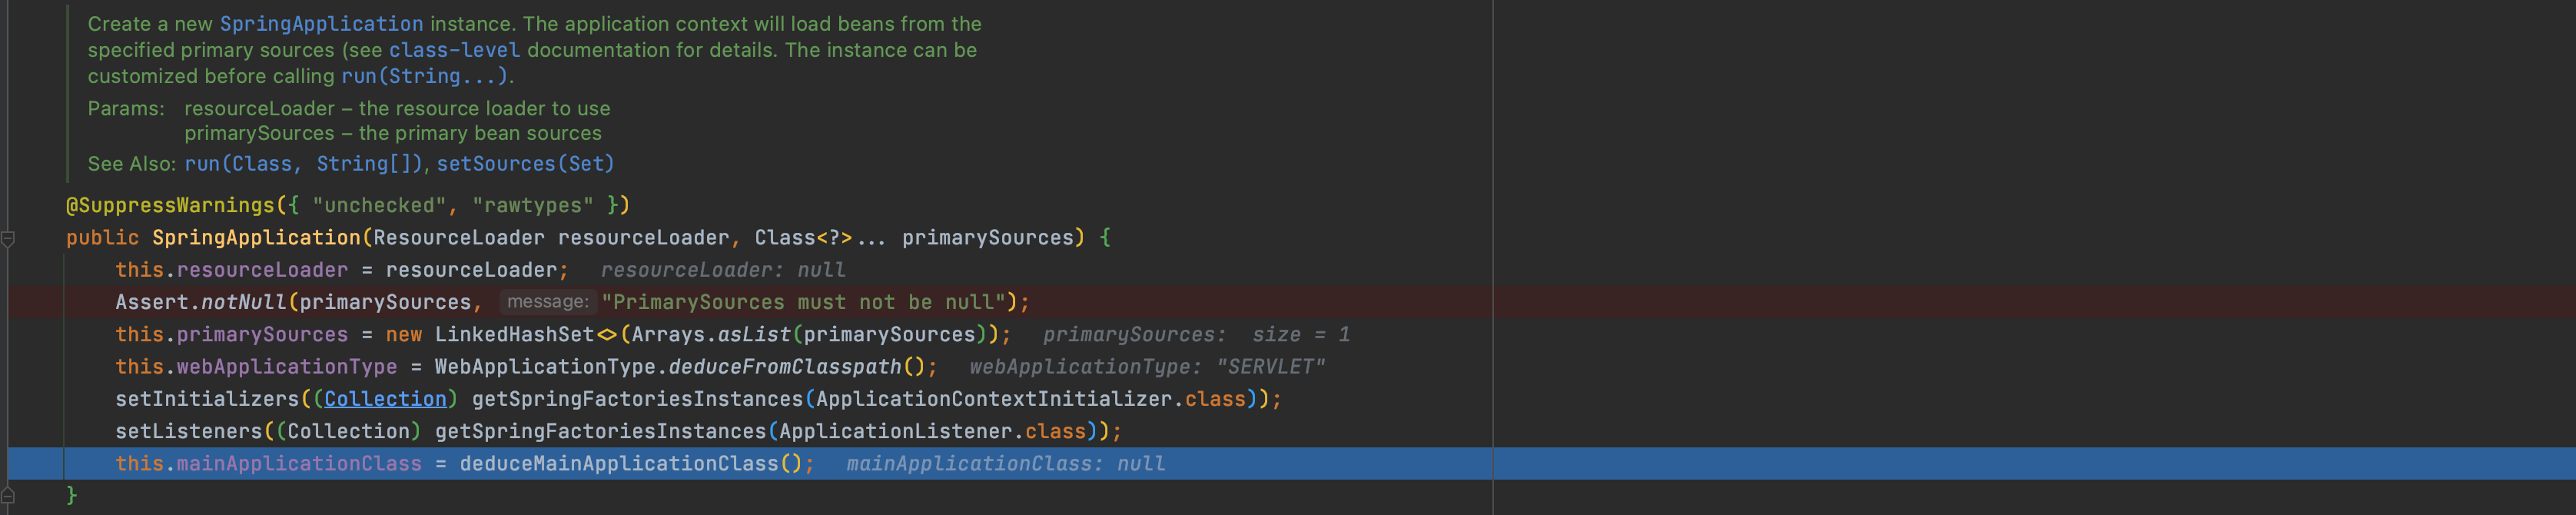 Create a new SpringApplication instance. The application context will load beans from the
specified primary sources (see class-level documentation for details. The instance can be
customized before calling run(String...).
Params: resourceLoader – the resource loader to use
primarySources – the primary bean sources
See Also: run(Class, String[]), setSources(Set)
@SuppressWarnings({ "unchecked", "rawtypes" })
public SpringApplication(ResourceLoader resourceLoader, Class<?>... primarySources) {
this.resourceLoader = resourceLoader; resourceLoader: null
Assert.notNull(primarySources, message: "PrimarySources must not be null");
this.primarySources = new LinkedHashSet<>(Arrays.asList(primarySources)); primarySources: size = 1
this.webApplicationType = WebApplicationType.deduceFromClasspath(); webApplicationType: "SERVLET"
setInitializers((Collection) getSpringFactoriesInstances(ApplicationContextInitializer.class));
setListeners((Collection) getSpringFactoriesInstances(ApplicationListener.class));
this.mainApplicationClass = deduceMainApplicationClass(); mainApplicationClass: null
}